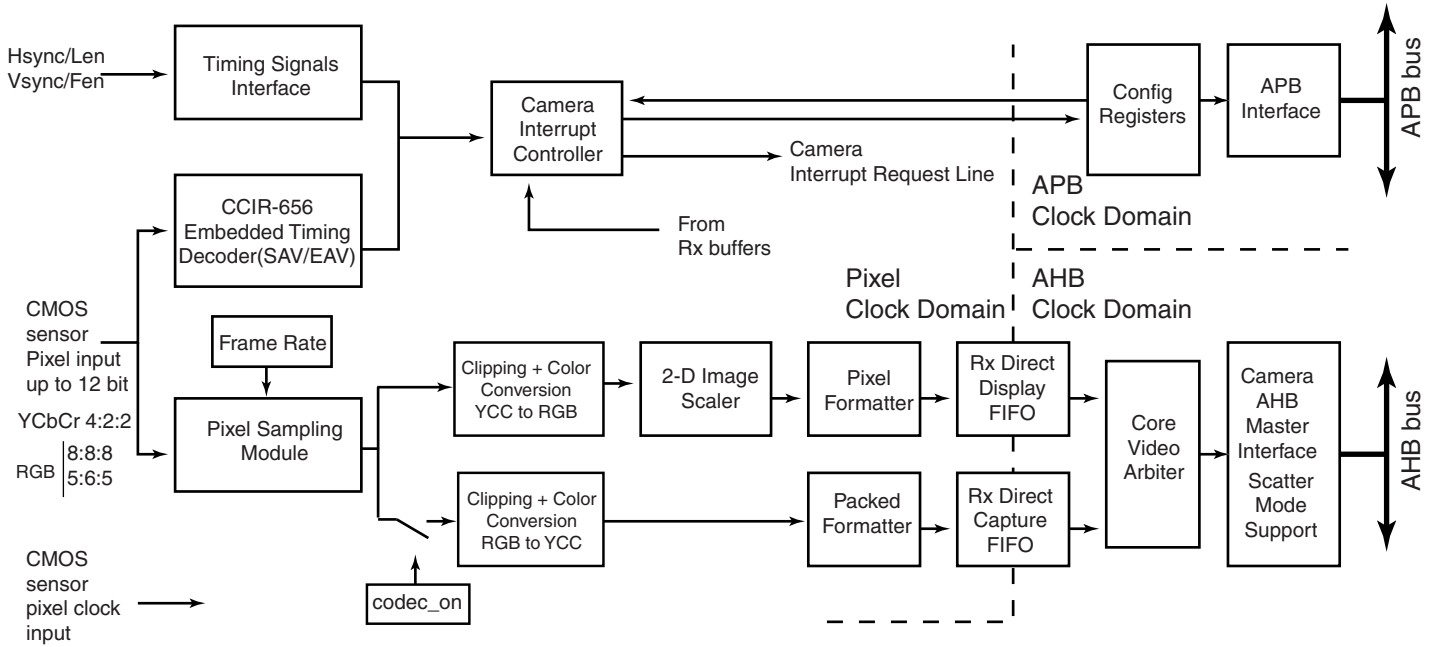 Hsync/Len
Vsync/Fen
Timing Signals
Interface
Camera
Interrupt
Controller
Config
Registers
APB
Interface
APB bus
Camera
Interrupt Request Line
APB
Clock Domain
CCIR-656
Embedded Timing
Decoder(SAV/EAV)
From
Rx buffers
Pixel
Clock Domain
AHB
Clock Domain
CMOS
sensor
Pixel input
up to 12 bit
YCbCr 4:2:2
RGB
8:8:8
5:6:5
Frame Rate
Pixel Sampling
Module
Clipping + Color
Conversion
YCC to RGB
2-D Image
Scaler
Pixel
Formatter
Rx Direct
Display
FIFO
Core
Video
Arbiter
Camera
AHB
Master
Interface
Scatter
Mode
Support
AHB bus
Clipping + Color
Conversion
RGB to YCC
Packed
Formatter
Rx Direct
Capture
FIFO
codec_on
CMOS
sensor
pixel clock
input